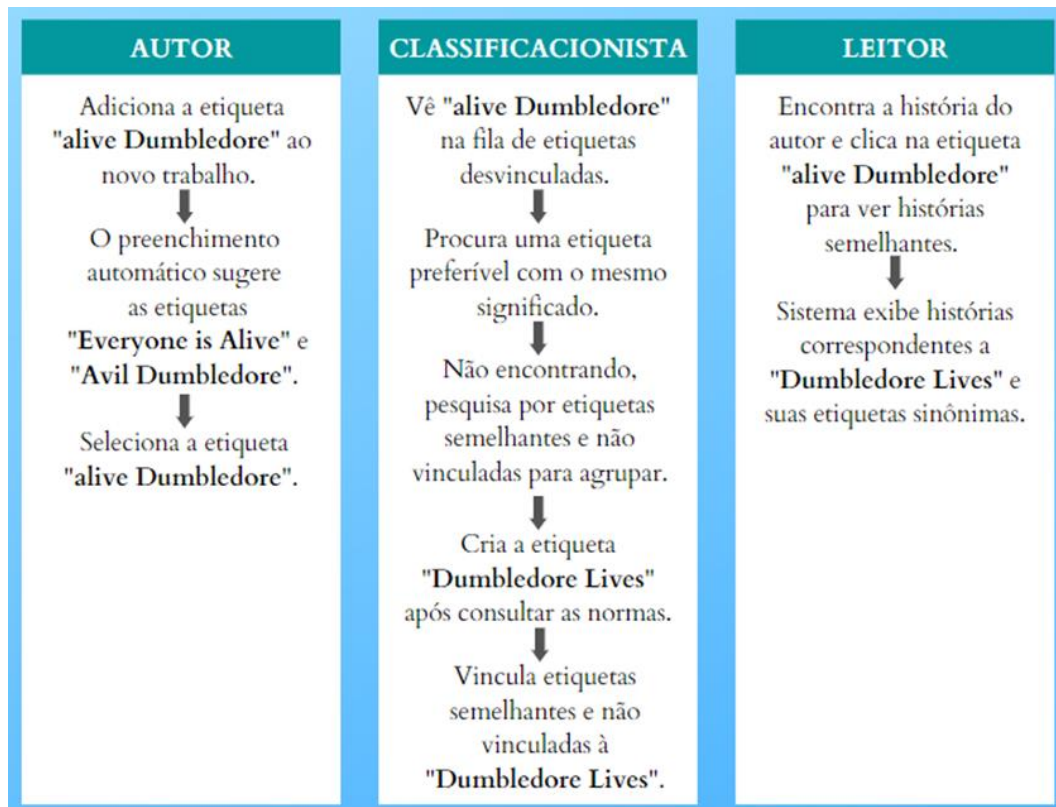 AUTOR
Adiciona a etiqueta
"alive Dumbledore" ao
novo trabalho.
O preenchimento
automático sugere
as etiquetas
"Everyone is Alive" e
"Avil Dumbledore".
Seleciona a etiqueta
"alive Dumbledore".
CLASSIFICACIONISTA
Vê "alive Dumbledore"
na fila de etiquetas
desvinculadas.
Procura uma etiqueta
preferível com o mesmo
significado.
Não encontrando,
pesquisa por etiquetas
semelhantes e não
vinculadas para agrupar.
Cria a etiqueta
"Dumbledore Lives"
após consultar as normas.
Vincula etiquetas
semelhantes e não
vinculadas à
"Dumbledore Lives".
LEITOR
Encontra a história do
autor e clica na etiqueta
"alive Dumbledore"
para ver histórias
semelhantes.
Sistema exibe histórias
correspondentes a
"Dumbledore Lives" e
suas etiquetas sinônimas.